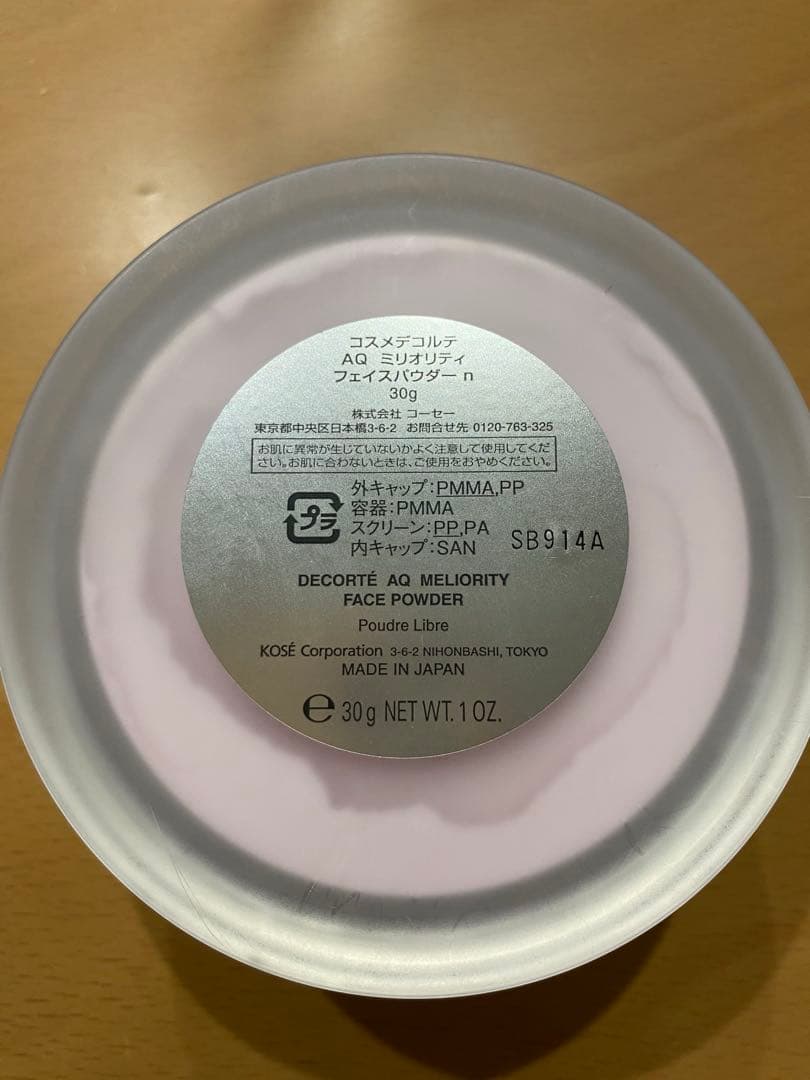 コスメデコルテ
AQ ミリオリティ
フェイスパウダー n
30g
株式会社 コーセー
東京都中央区日本橋3-6-2 お問合せ先 0120-763-325
お肌に異常が生じていないかよく注意して使用してくだ
さい。お肌に合わないときは、ご使用をおやめください。
プラ
外キャップ:PMMA,PP
容器:PMMA
スクリーン:PP,PA
内キャップ:SAN
SB914A
DECORTÉ AQ MELIORITY
FACE POWDER
Poudre Libre
KOSÉ Corporation 3-6-2 NIHONBASHI, TOKYO
MADE IN JAPAN
℮ 30g NET WT. 1 OZ.